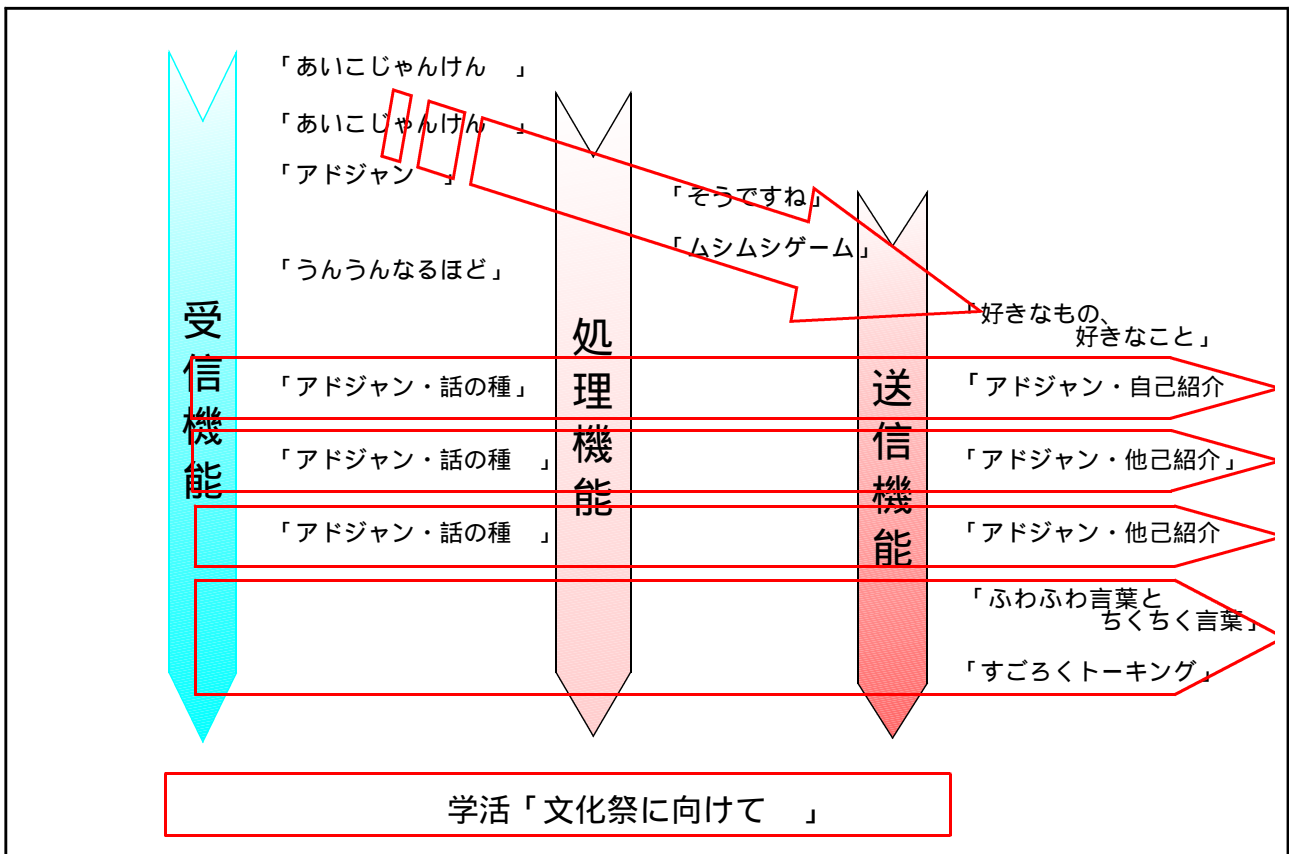 「あいこじゃんけん　」
「あいこじゃんけん　」
「アドジャン　」
「そうですね」
「ムシムシゲーム」
「うんうんなるほど」
「好きなもの、
好きなこと」
受信機能
処理機能
送信機能
「アドジャン・話の種」
「アドジャン・自己紹介
「アドジャン・話の種　」
「アドジャン・他己紹介」
「アドジャン・話の種　」
「アドジャン・他己紹介
「ふわふわ言葉と
ちくちく言葉」
「すごろくトーキング」
学活「文化祭に向けて　」